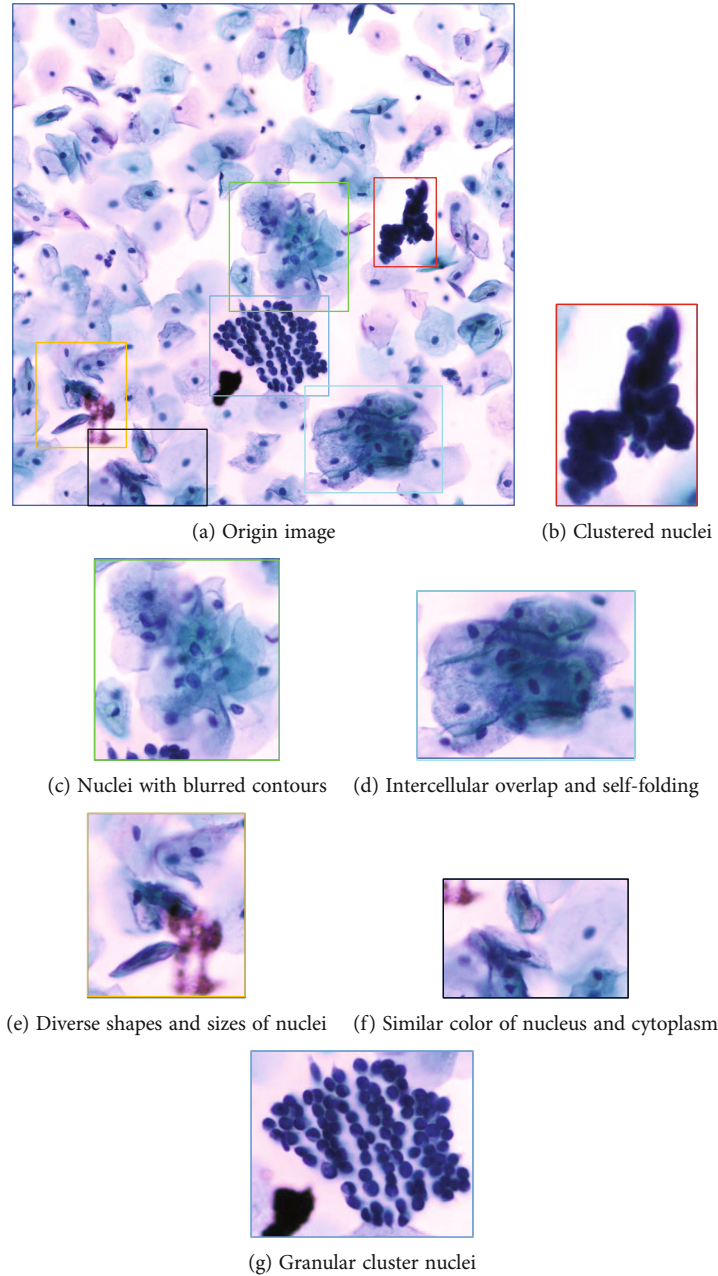 (a) Origin image
(b) Clustered nuclei
(c) Nuclei with blurred contours
(d) Intercellular overlap and self-folding
(e) Diverse shapes and sizes of nuclei
(f) Similar color of nucleus and cytoplasm
(g) Granular cluster nuclei